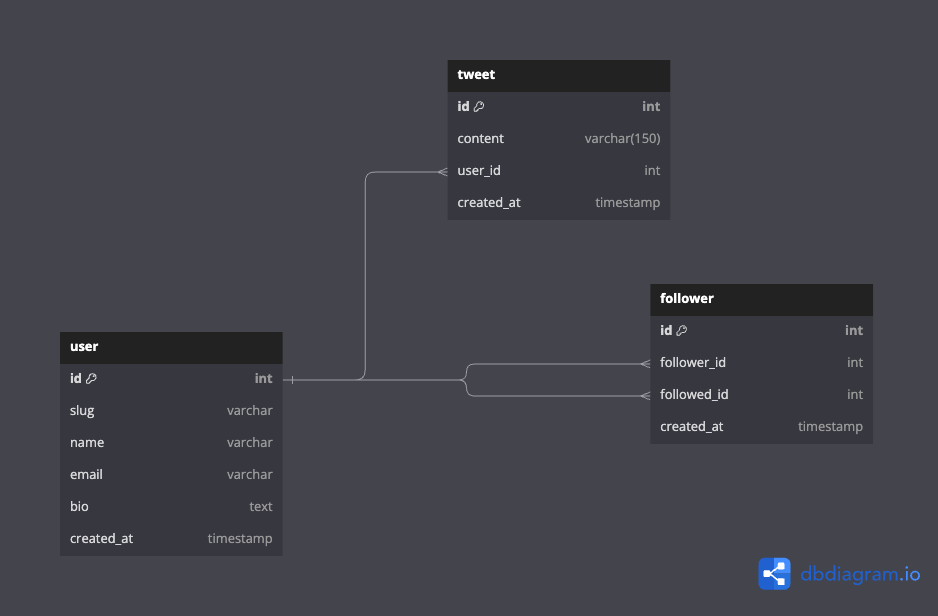 tweet
id int
content varchar(150)
user_id int
created_at timestamp
follower
id int
follower_id int
followed_id int
created_at timestamp
user
id int
slug varchar
name varchar
email varchar
bio text
created_at timestamp
dbdiagram.io